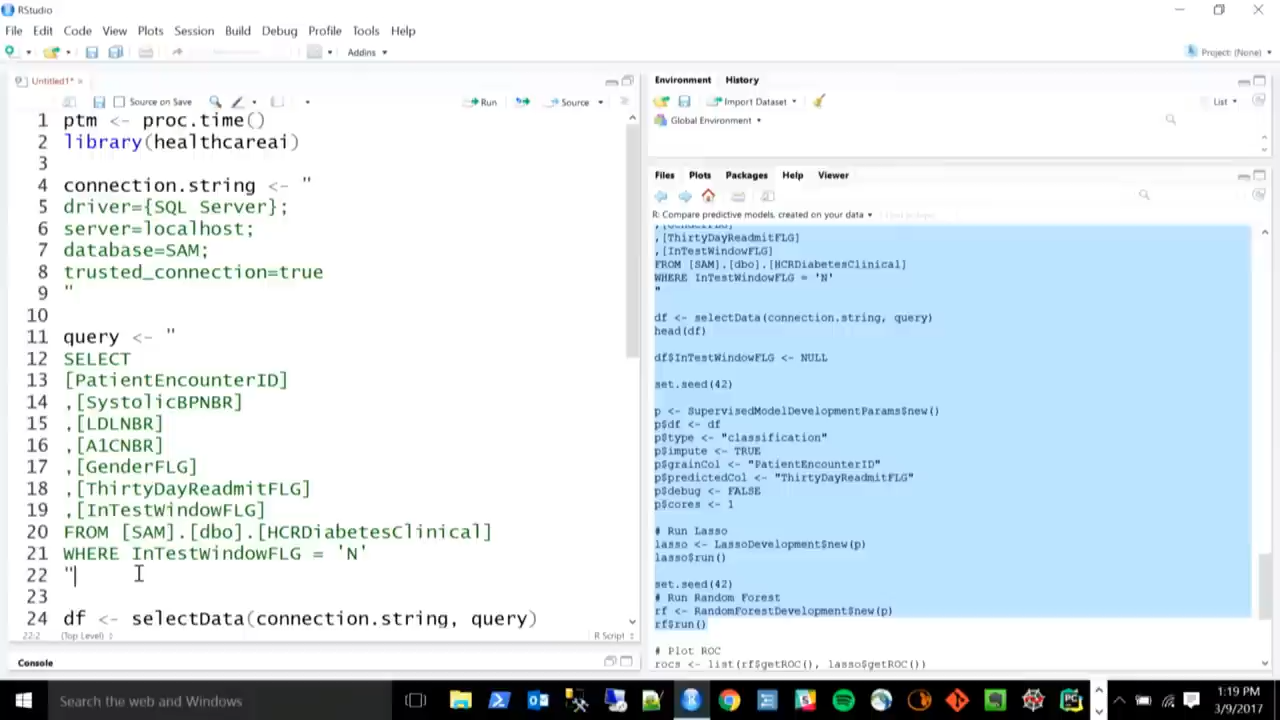 RStudio
File Edit Code View Plots Session Build Debug Profile Tools Help
Addins
Project: (None)
Untitled1*
Source on Save
Run
Source
1 ptm <- proc.time()
2 library(healthcareai)
3
4 connection.string <- "
5 driver={SQL Server};
6 server=localhost;
7 database=SAM;
8 trusted_connection=true
9 "
10
11 query <- "
12 SELECT
13 [PatientEncounterID]
14 ,[SystolicBPNBR]
15 ,[LDLNBR]
16 ,[A1CNBR]
17 ,[GenderFLG]
18 ,[ThirtyDayReadmitFLG]
19 ,[InTestWindowFLG]
20 FROM [SAM].[dbo].[HCRDiabetesClinical]
21 WHERE InTestWindowFLG = 'N'
22 "
23
24 df <- selectData(connection.string, query)
22:2 (Top Level) R Script
Console
Environment History
Import Dataset
List
Global Environment
Files Plots Packages Help Viewer
R: Compare predictive models, created on your data
,[GenderFLG]
,[ThirtyDayReadmitFLG]
,[InTestWindowFLG]
FROM [SAM].[dbo].[HCRDiabetesClinical]
WHERE InTestWindowFLG = 'N'
"
df <- selectData(connection.string, query)
head(df)
df$InTestWindowFLG <- NULL
set.seed(42)
p <- SupervisedModelDevelopmentParams$new()
p$df <- df
p$type <- "classification"
p$impute <- TRUE
p$grainCol <- "PatientEncounterID"
p$predictedCol <- "ThirtyDayReadmitFLG"
p$debug <- FALSE
p$cores <- 1
# Run Lasso
lasso <- LassoDevelopment$new(p)
lasso$run()
set.seed(42)
# Run Random Forest
rf <- RandomForestDevelopment$new(p)
rf$run()
# Plot ROC
rocs <- list(rf$getROC(), lasso$getROC())
Search the web and Windows
1:19 PM
3/9/2017